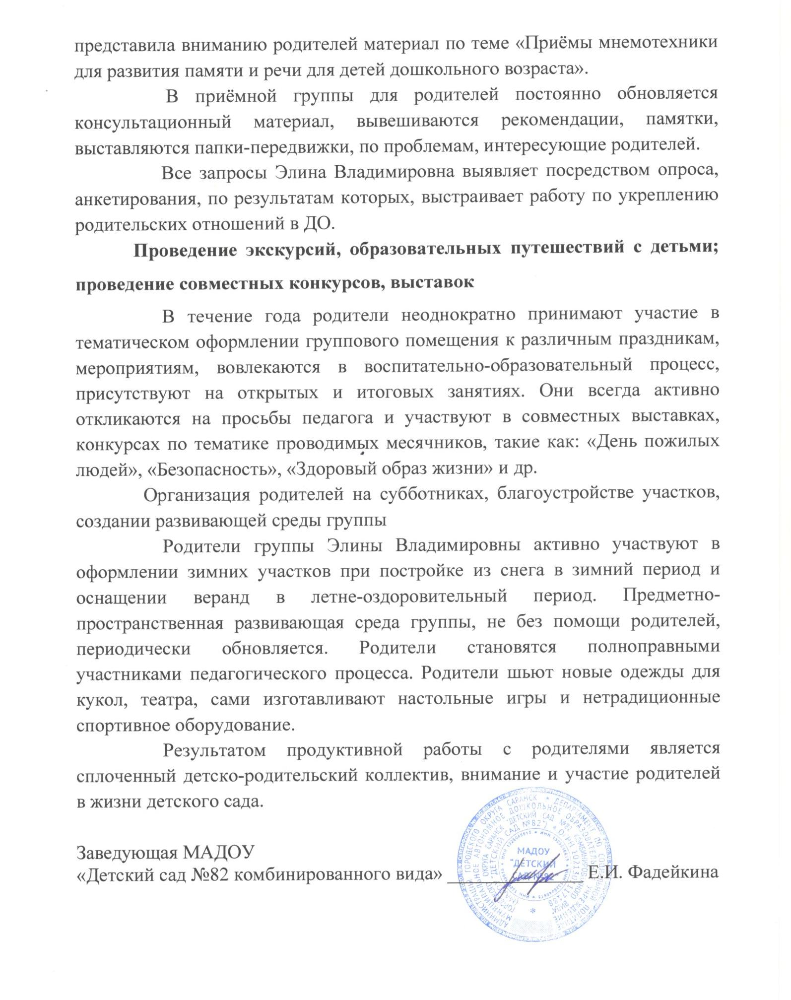 представила вниманию родителей материал по теме «Приёмы мнемотехники
для развития памяти и речи для детей дошкольного возраста».
В приёмной группы для родителей постоянно обновляется
консультационный материал, вывешиваются рекомендации, памятки,
выставляются папки-передвижки, по проблемам, интересующие родителей.
Все запросы Элина Владимировна выявляет посредством опроса,
анкетирования, по результатам которых, выстраивает работу по укреплению
родительских отношений в ДО.
Проведение экскурсий, образовательных путешествий с детьми;
проведение совместных конкурсов, выставок
В течение года родители неоднократно принимают участие в
тематическом оформлении группового помещения к различным праздникам,
мероприятиям, вовлекаются в воспитательно-образовательный процесс,
присутствуют на открытых и итоговых занятиях. Они всегда активно
откликаются на просьбы педагога и участвуют в совместных выставках,
конкурсах по тематике проводимых месячников, такие как: «День пожилых
людей», «Безопасность», «Здоровый образ жизни» и др.
Организация родителей на субботниках, благоустройстве участков,
создании развивающей среды группы
Родители группы Элины Владимировны активно участвуют в
оформлении зимних участков при постройке из снега в зимний период и
оснащении веранд в летне-оздоровительный период. Предметно-
пространственная развивающая среда группы, не без помощи родителей,
периодически обновляется. Родители становятся полноправными
участниками педагогического процесса. Родители шьют новые одежды для
кукол, театра, сами изготавливают настольные игры и нетрадиционные
спортивное оборудование.
Результатом продуктивной работы с родителями является
сплоченный детско-родительский коллектив, внимание и участие родителей
в жизни детского сада.
Заведующая МАДОУ
«Детский сад №82 комбинированного вида» Е.И. Фадейкина
АДМИНИСТРАЦИЯ ГОРОДСКОГО ОКРУГА САРАНСК * ДЕПАРТАМЕНТ ПО СОЦИАЛЬНОЙ ПОЛИТИКЕ
МУНИЦИПАЛЬНОЕ АВТОНОМНОЕ ДОШКОЛЬНОЕ ОБРАЗОВАТЕЛЬНОЕ УЧРЕЖДЕНИЕ
ГОРОДСКОГО ОКРУГА САРАНСК "ДЕТСКИЙ САД №82 КОМБИНИРОВАННОГО ВИДА"
(МАДОУ "ДЕТСКИЙ САД №82")
МАДОУ
"ДЕТСКИЙ
САД №82"